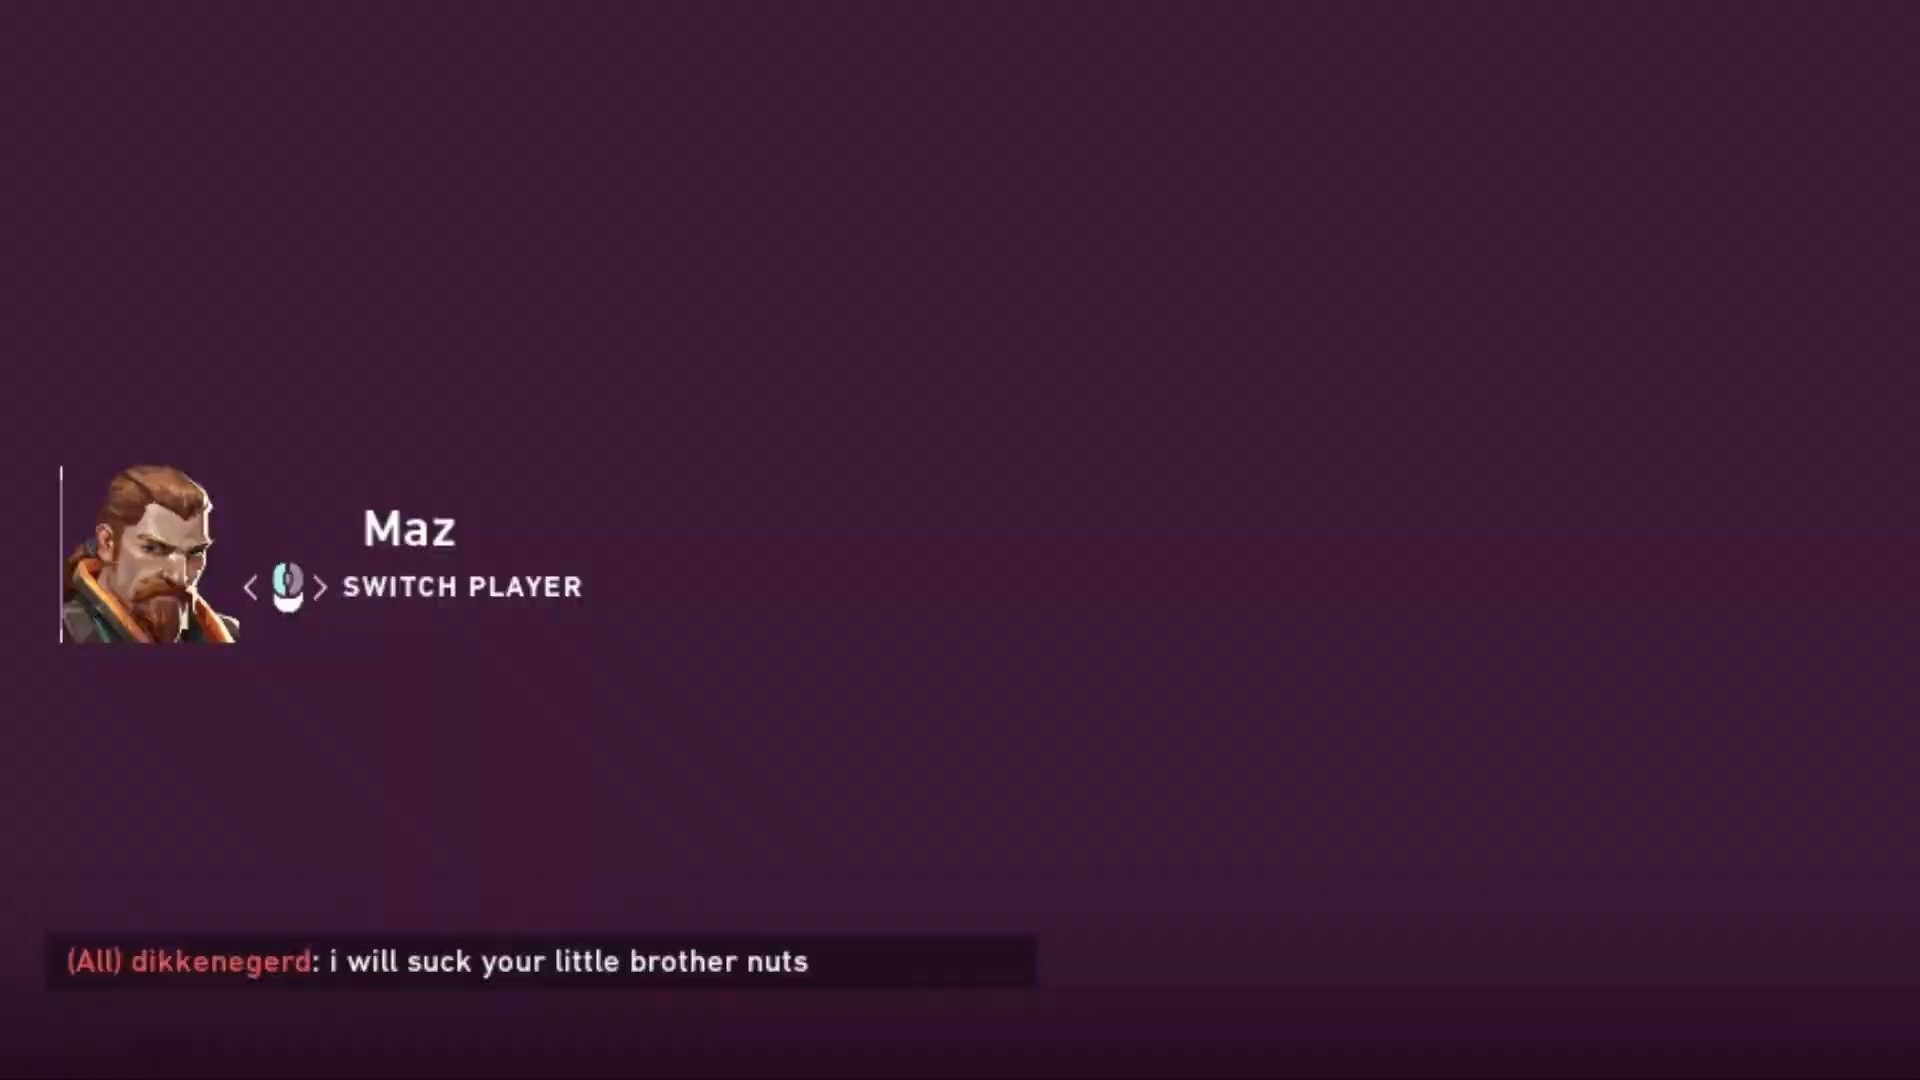 Maz
< > SWITCH PLAYER
(All) dikkenegerd: i will suck your little brother nuts